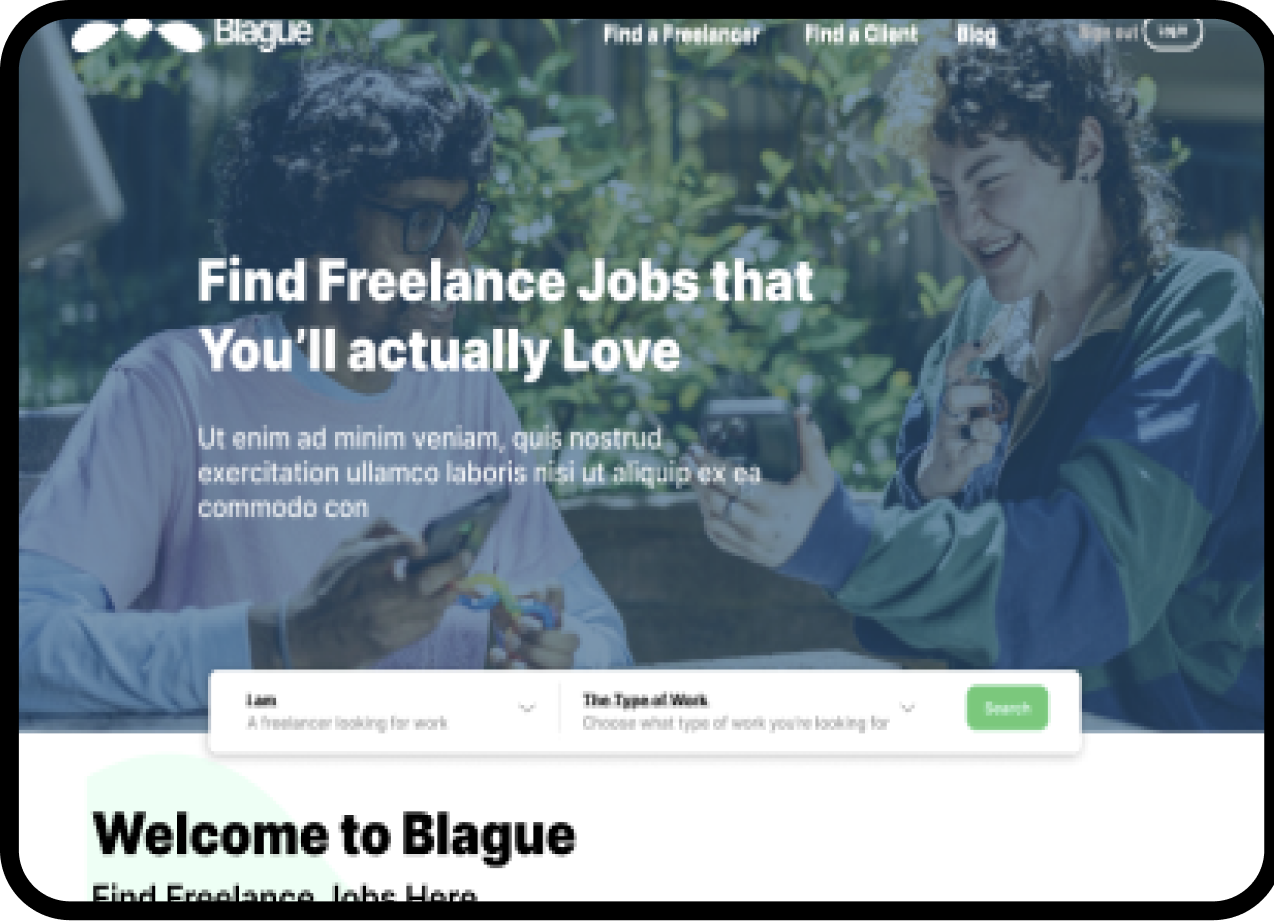 Blague
Find a Freelancer Find a Client Blog Sign out Login
Find Freelance Jobs that
You'll actually Love
Ut enim ad minim veniam, quis nostrud
exercitation ullamco laboris nisi ut aliquip ex ea
commodo con
I am
A freelancer looking for work
The Type of Work
Choose what type of work you're looking for
Search
Welcome to Blague
Find Freelance Jobs Here